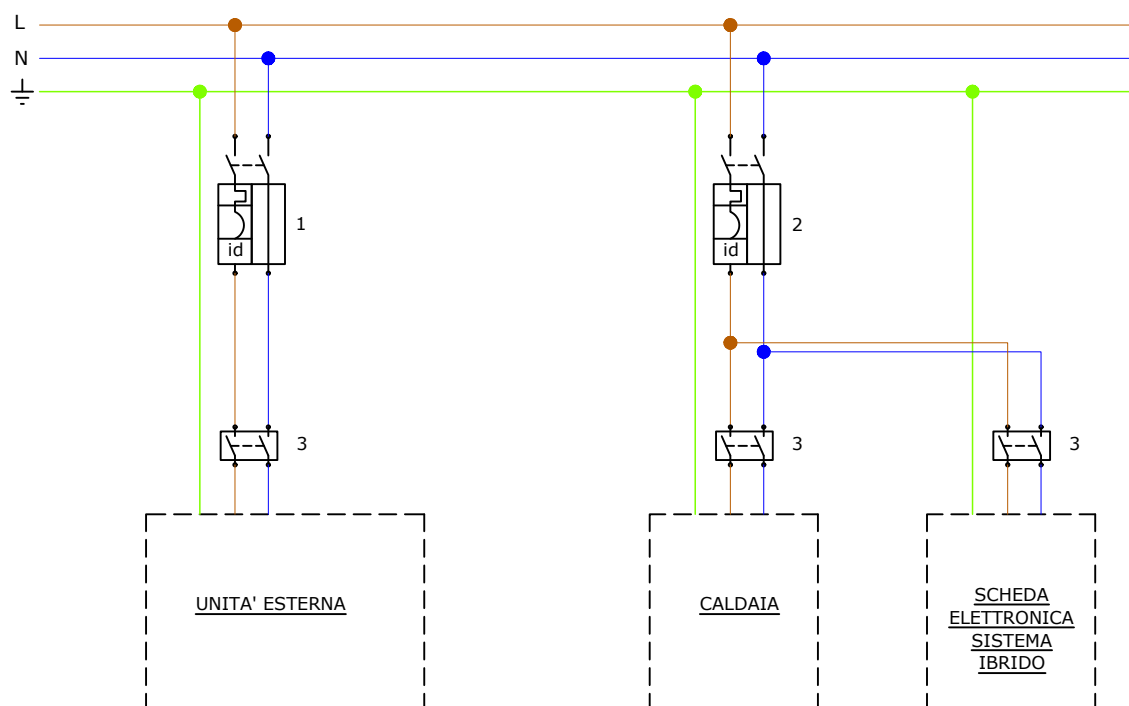 L
N
id
1
id
2
3
3
3
UNITA' ESTERNA
CALDAIA
SCHEDA
ELETTRONICA
SISTEMA
IBRIDO